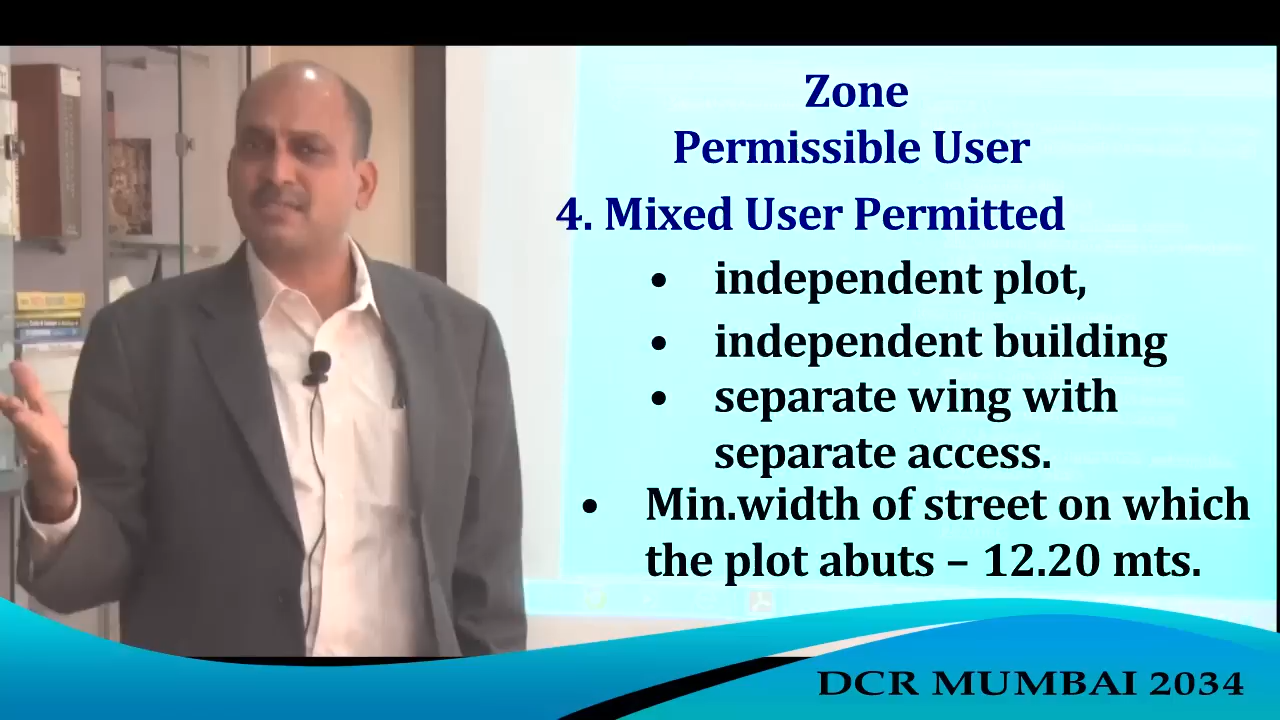 Zone
Permissible User
4. Mixed User Permitted
• independent plot,
• independent building
• separate wing with
separate access.
• Min.width of street on which
the plot abuts – 12.20 mts.
DCR MUMBAI 2034